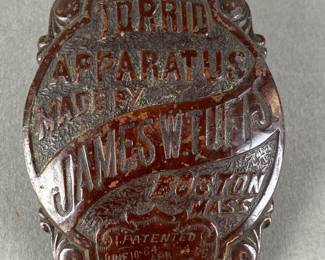 TORRID
APPARATUS
MADE BY
JAMES W. TUFTS.
BOSTON
MASS
PATENTED